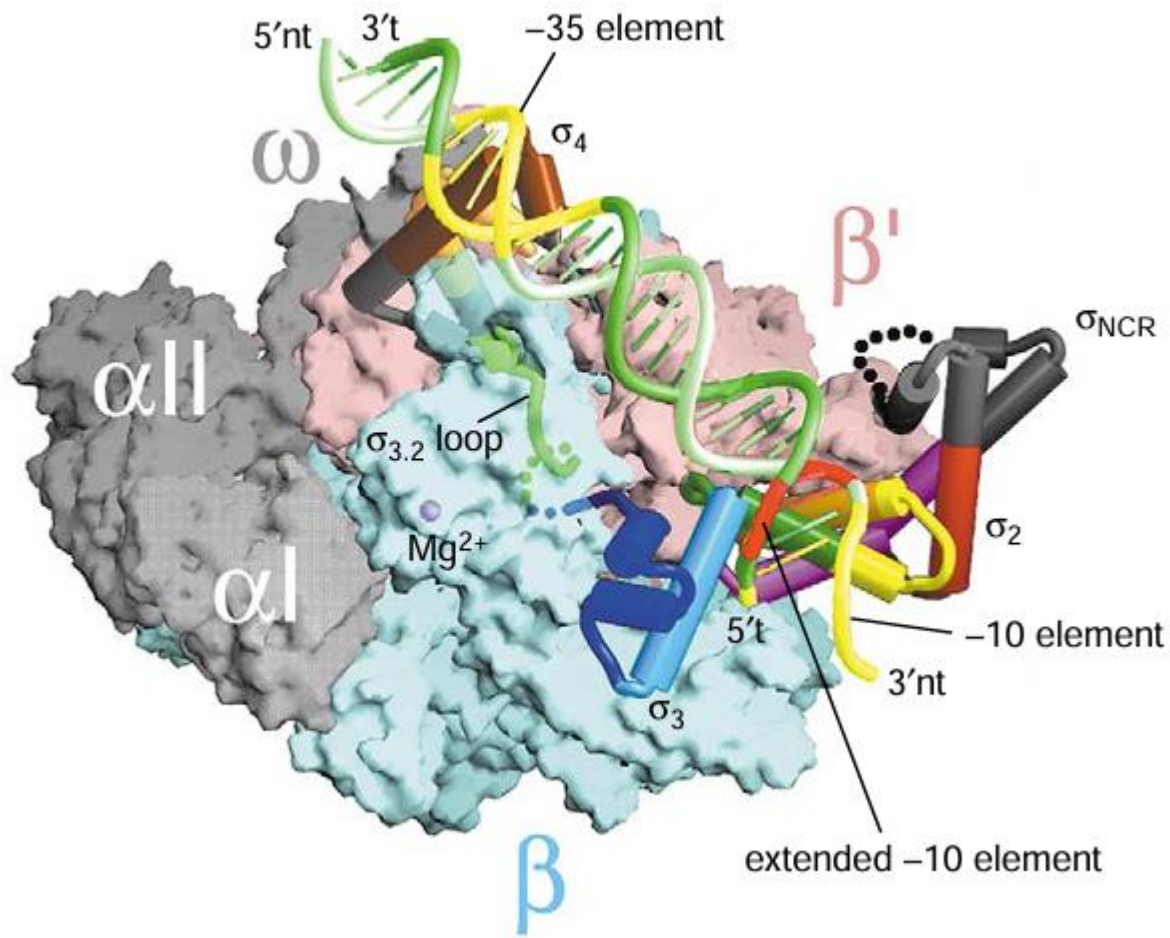 5′nt
3′t
–35 element
ω
σ4
β'
σNCR
αII
σ3.2 loop
Mg2+
σ2
αI
5′t
–10 element
3′nt
σ3
extended –10 element
β